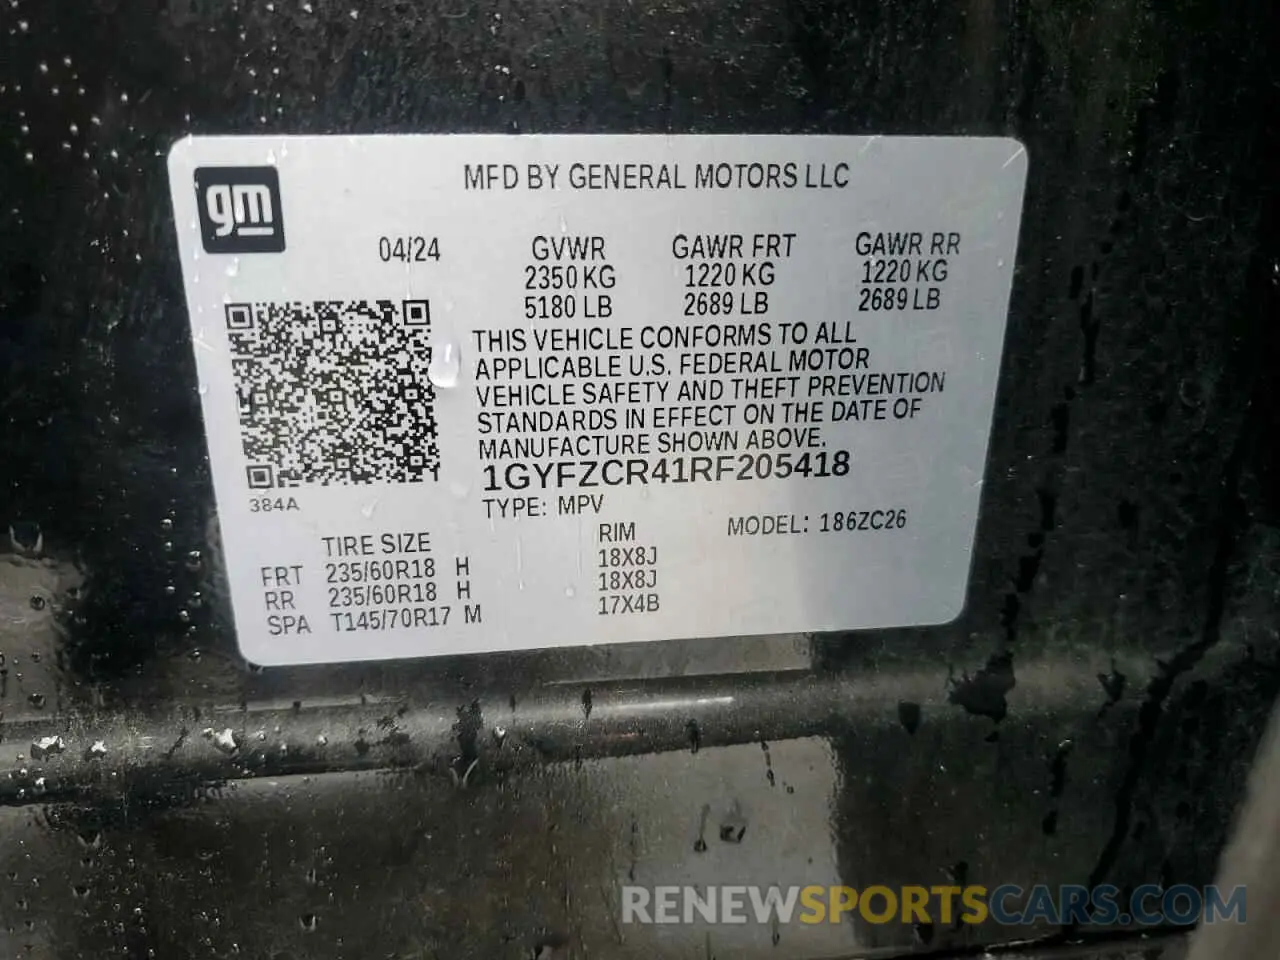 gm
MFD BY GENERAL MOTORS LLC
04/24 GVWR GAWR FRT GAWR RR
2350 KG 1220 KG 1220 KG
5180 LB 2689 LB 2689 LB
THIS VEHICLE CONFORMS TO ALL
APPLICABLE U.S. FEDERAL MOTOR
VEHICLE SAFETY AND THEFT PREVENTION
STANDARDS IN EFFECT ON THE DATE OF
MANUFACTURE SHOWN ABOVE.
1GYFZCR41RF205418
384A
TYPE: MPV MODEL: 186ZC26
TIRE SIZE RIM
FRT 235/60R18 H 18X8J
RR 235/60R18 H 18X8J
SPA T145/70R17 M 17X4B
RENEWSPORTSCARS.COM